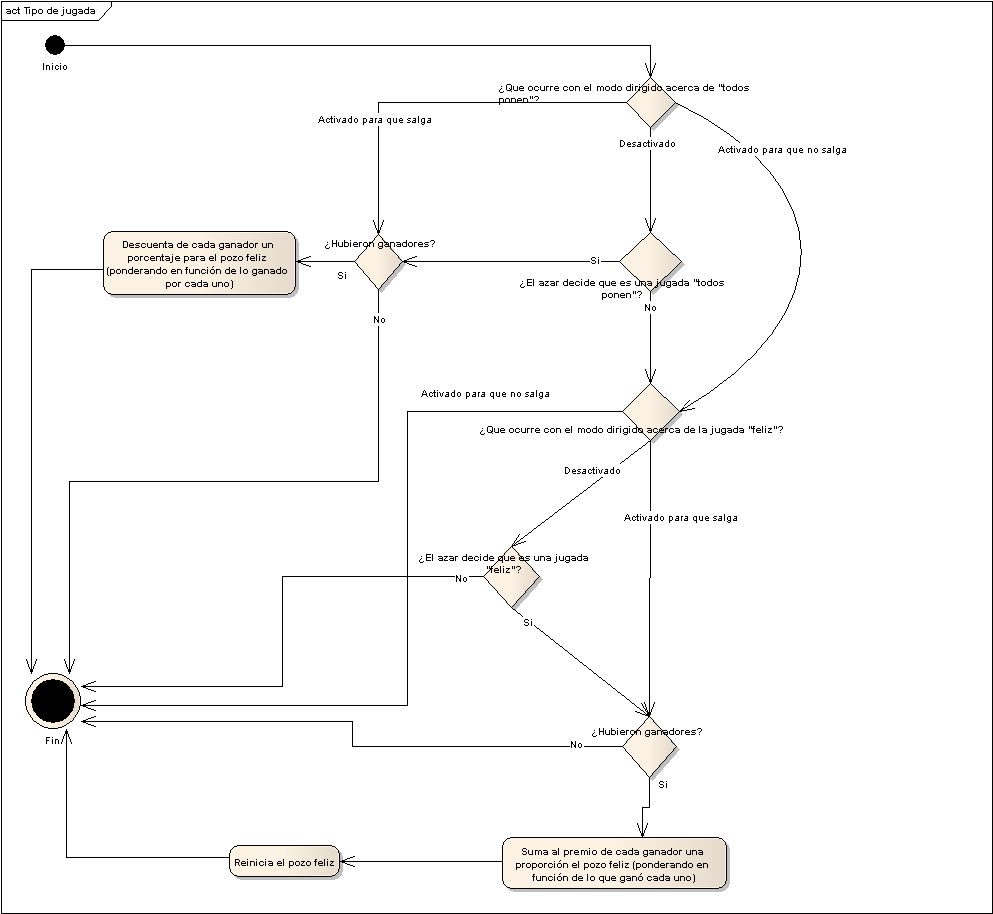 act Tipo de jugada
Inicio
¿Que ocurre con el modo dirigido acerca de "todos
ponen"?
Activado para que salga
Desactivado
Activado para que no salga
Descuenta de cada ganador un
porcentaje para el pozo feliz
(ponderando en función de lo ganado
por cada uno)
¿Hubieron ganadores?
Si
Si
¿El azar decide que es una jugada "todos
ponen"?
No
No
Activado para que no salga
¿Que ocurre con el modo dirigido acerca de la jugada "feliz"?
Desactivado
Activado para que salga
¿El azar decide que es una jugada
"feliz"?
No
Si
Fin
¿Hubieron ganadores?
No
Si
Suma al premio de cada ganador una
proporción el pozo feliz (ponderando en
función de lo que ganó cada uno)
Reinicia el pozo feliz